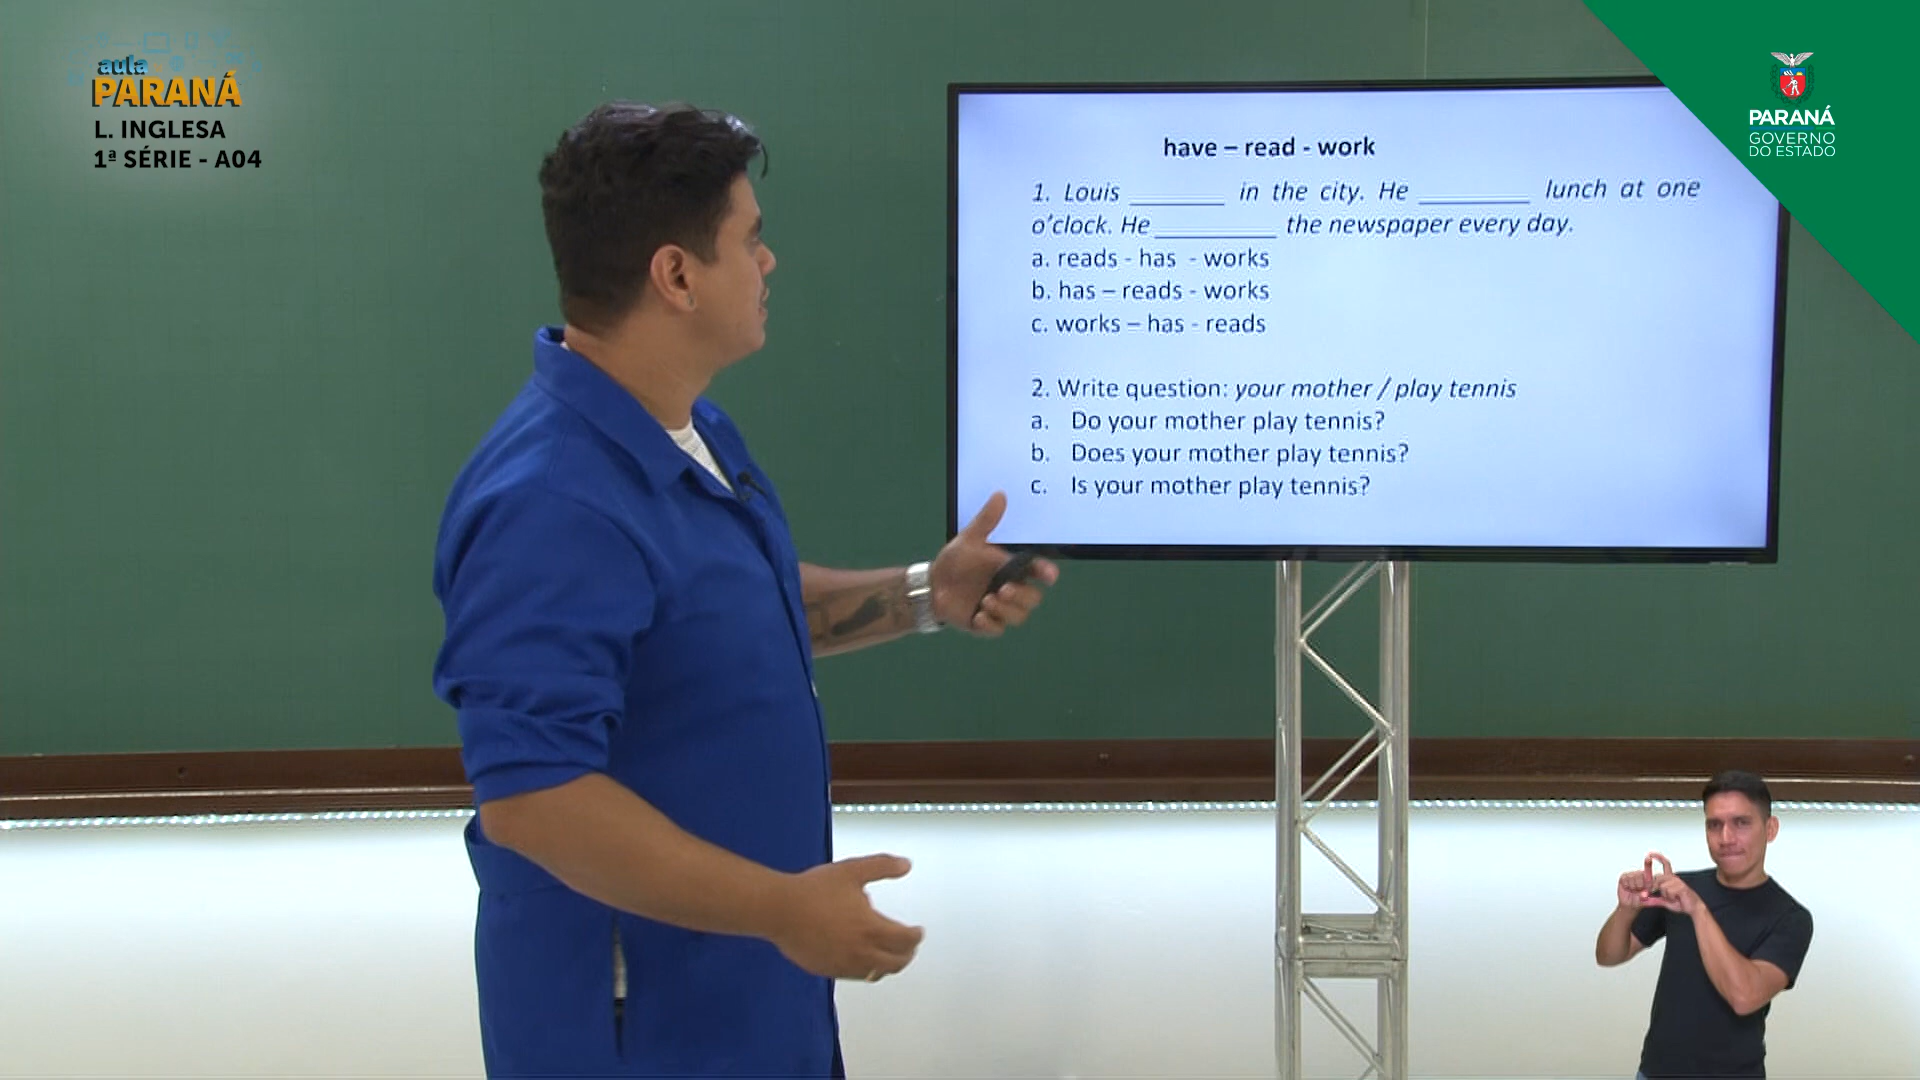 aula
PARANÁ
L. INGLESA
1ª SÉRIE - A04
PARANÁ
GOVERNO
DO ESTADO
have – read - work
1. Louis ________ in the city. He _________ lunch at one
o’clock. He __________ the newspaper every day.
a. reads - has - works
b. has – reads - works
c. works – has - reads
2. Write question: your mother / play tennis
a. Do your mother play tennis?
b. Does your mother play tennis?
c. Is your mother play tennis?